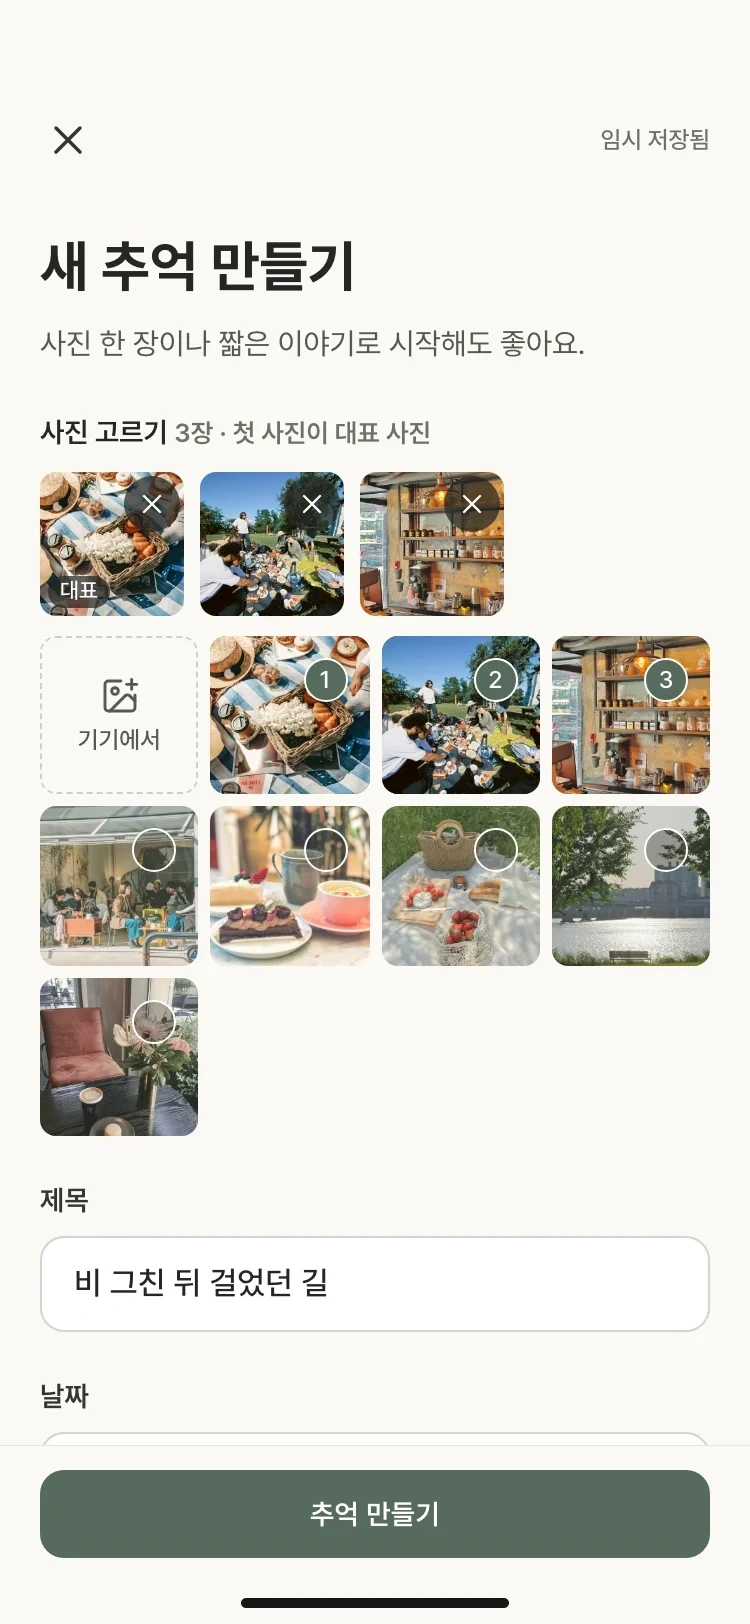 임시 저장됨
새 추억 만들기
사진 한 장이나 짧은 이야기로 시작해도 좋아요.
사진 고르기 3장 · 첫 사진이 대표 사진
대표
기기에서
1
2
3
제목
비 그친 뒤 걸었던 길
날짜
추억 만들기